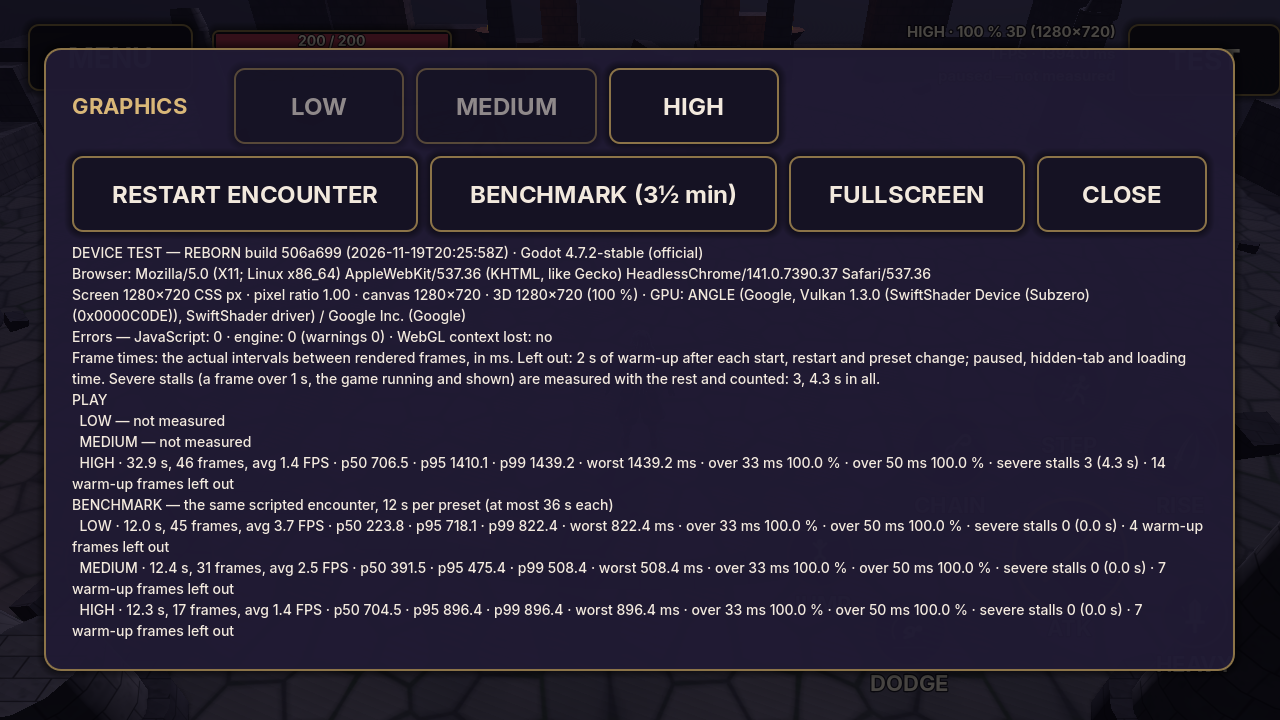 MENU
200 / 200
HIGH · 100 % 3D (1280×720)
GRAPHICS
LOW
MEDIUM
HIGH
RESTART ENCOUNTER
BENCHMARK (3½ min)
FULLSCREEN
CLOSE
DEVICE TEST — REBORN build 506a699 (2026-11-19T20:25:58Z) · Godot 4.7.2-stable (official)
Browser: Mozilla/5.0 (X11; Linux x86_64) AppleWebKit/537.36 (KHTML, like Gecko) HeadlessChrome/141.0.7390.37 Safari/537.36
Screen 1280×720 CSS px · pixel ratio 1.00 · canvas 1280×720 · 3D 1280×720 (100 %) · GPU: ANGLE (Google, Vulkan 1.3.0 (SwiftShader Device (Subzero)
(0x0000C0DE)), SwiftShader driver) / Google Inc. (Google)
Errors — JavaScript: 0 · engine: 0 (warnings 0) · WebGL context lost: no
Frame times: the actual intervals between rendered frames, in ms. Left out: 2 s of warm-up after each start, restart and preset change; paused, hidden-tab and loading
time. Severe stalls (a frame over 1 s, the game running and shown) are measured with the rest and counted: 3, 4.3 s in all.
PLAY
LOW — not measured
MEDIUM — not measured
HIGH · 32.9 s, 46 frames, avg 1.4 FPS · p50 706.5 · p95 1410.1 · p99 1439.2 · worst 1439.2 ms · over 33 ms 100.0 % · over 50 ms 100.0 % · severe stalls 3 (4.3 s) · 14
warm-up frames left out
BENCHMARK — the same scripted encounter, 12 s per preset (at most 36 s each)
LOW · 12.0 s, 45 frames, avg 3.7 FPS · p50 223.8 · p95 718.1 · p99 822.4 · worst 822.4 ms · over 33 ms 100.0 % · over 50 ms 100.0 % · severe stalls 0 (0.0 s) · 4 warm-up
frames left out
MEDIUM · 12.4 s, 31 frames, avg 2.5 FPS · p50 391.5 · p95 475.4 · p99 508.4 · worst 508.4 ms · over 33 ms 100.0 % · over 50 ms 100.0 % · severe stalls 0 (0.0 s) · 7
warm-up frames left out
HIGH · 12.3 s, 17 frames, avg 1.4 FPS · p50 704.5 · p95 896.4 · p99 896.4 · worst 896.4 ms · over 33 ms 100.0 % · over 50 ms 100.0 % · severe stalls 0 (0.0 s) · 7
warm-up frames left out
DODGE